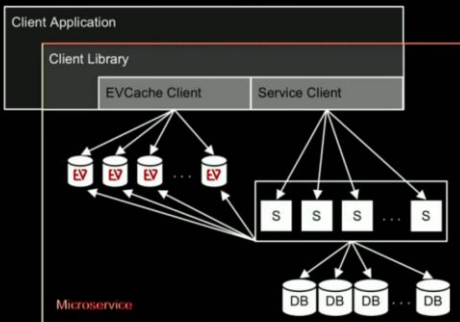 Client Application
Client Library
EVCache Client Service Client
EV EV EV ... EV
S S S ... S
DB DB DB ... DB
Microservice